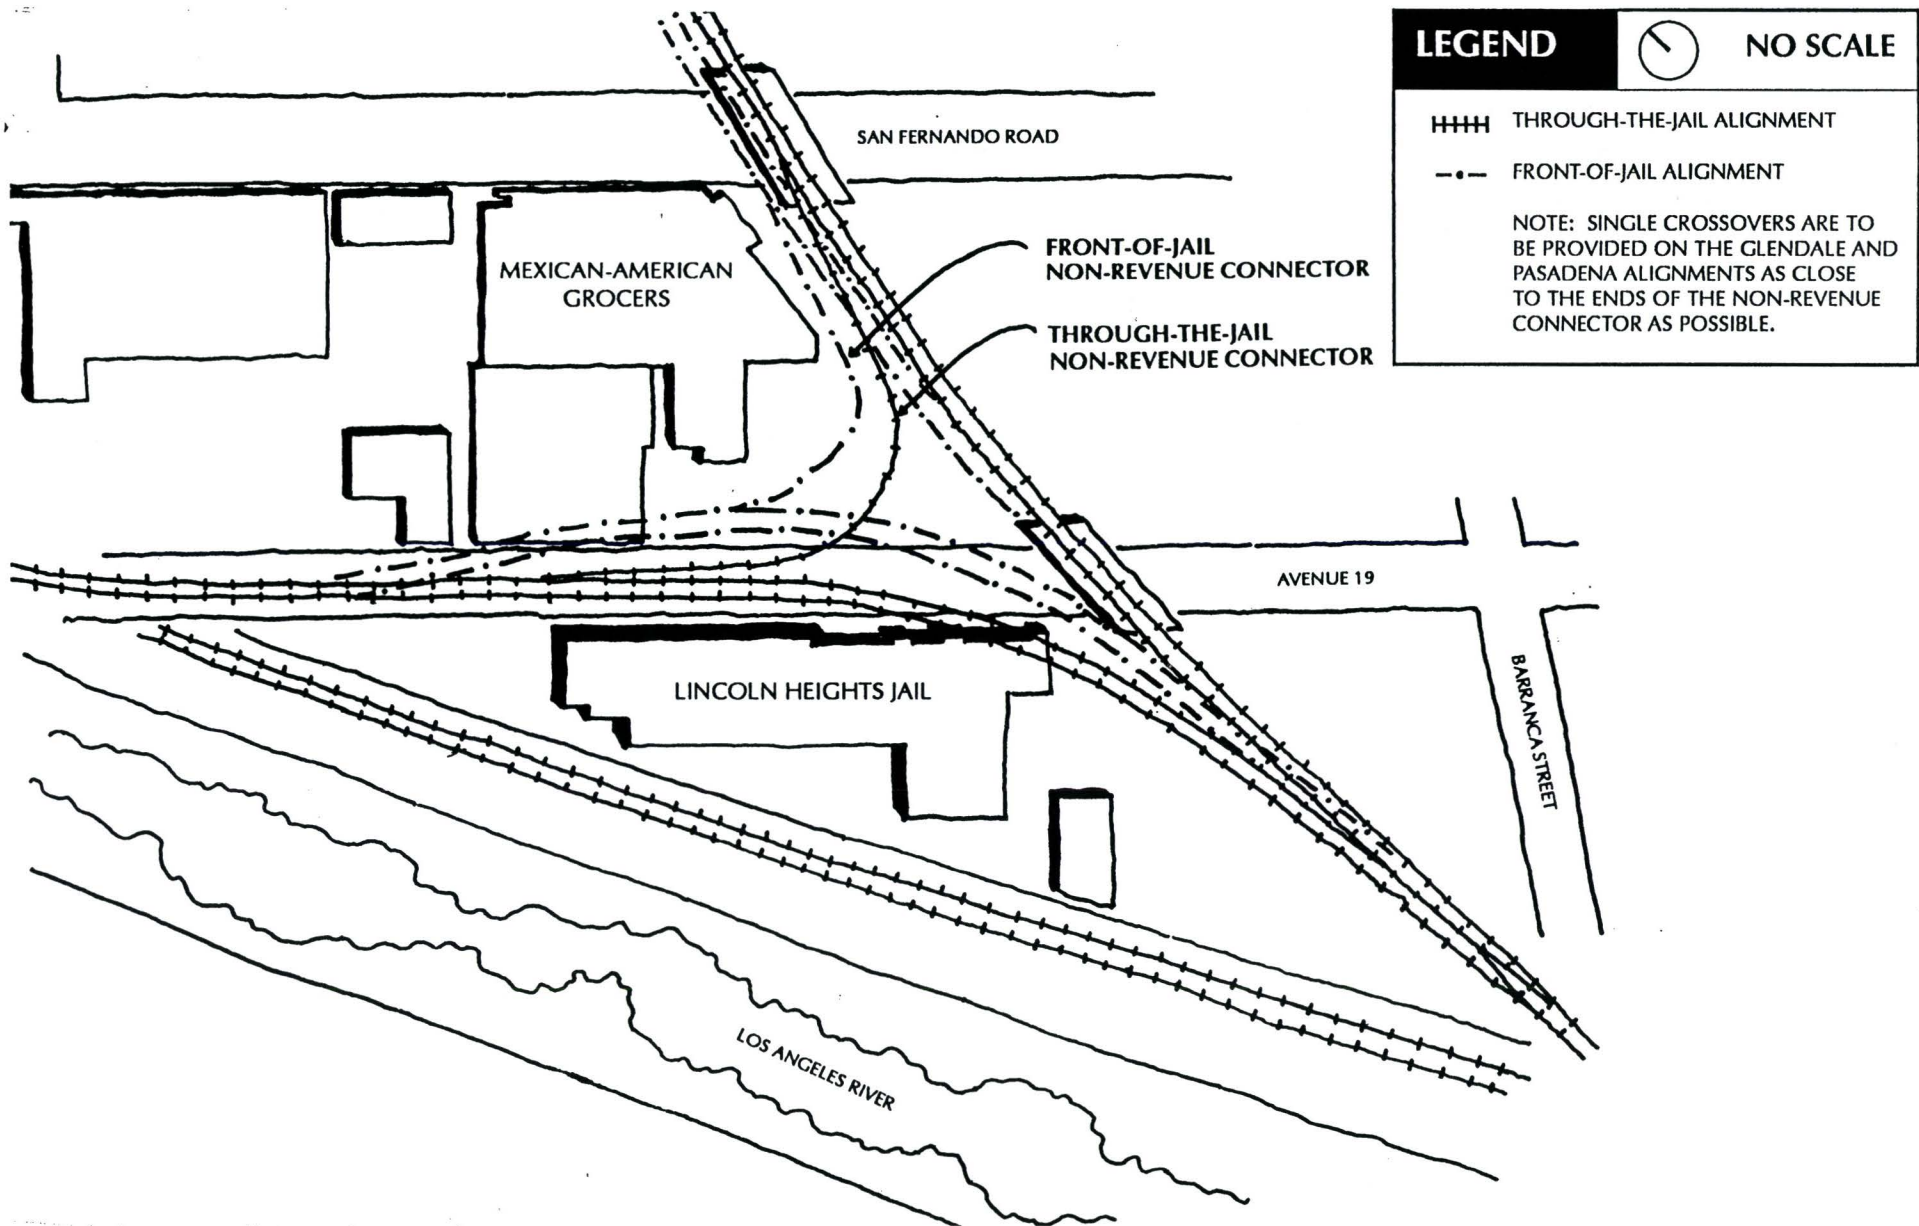 LEGEND
NO SCALE
THROUGH-THE-JAIL ALIGNMENT
FRONT-OF-JAIL ALIGNMENT
NOTE: SINGLE CROSSOVERS ARE TO
BE PROVIDED ON THE GLENDALE AND
PASADENA ALIGNMENTS AS CLOSE
TO THE ENDS OF THE NON-REVENUE
CONNECTOR AS POSSIBLE.
SAN FERNANDO ROAD
FRONT-OF-JAIL
NON-REVENUE CONNECTOR
MEXICAN-AMERICAN
GROCERS
THROUGH-THE-JAIL
NON-REVENUE CONNECTOR
AVENUE 19
LINCOLN HEIGHTS JAIL
BARRANCA STREET
LOS ANGELES RIVER